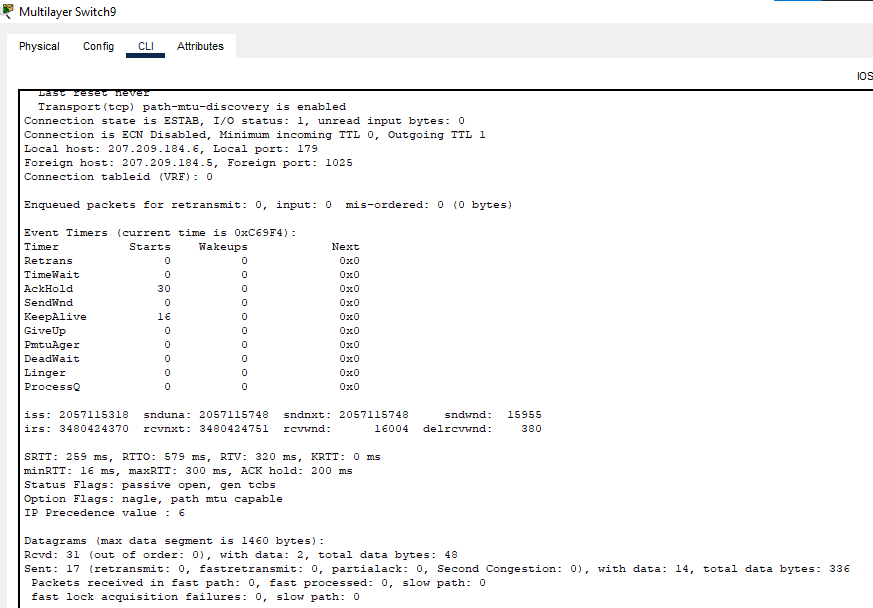 Multilayer Switch9
Physical Config CLI Attributes
IOS
Last reset never
Transport(tcp) path-mtu-discovery is enabled
Connection state is ESTAB, I/O status: 1, unread input bytes: 0
Connection is ECN Disabled, Minimum incoming TTL 0, Outgoing TTL 1
Local host: 207.209.184.6, Local port: 179
Foreign host: 207.209.184.5, Foreign port: 1025
Connection tableid (VRF): 0
Enqueued packets for retransmit: 0, input: 0  mis-ordered: 0 (0 bytes)
Event Timers (current time is 0xC69F4):
Timer          Starts    Wakeups            Next
Retrans             0          0             0x0
TimeWait            0          0             0x0
AckHold            30          0             0x0
SendWnd             0          0             0x0
KeepAlive          16          0             0x0
GiveUp              0          0             0x0
PmtuAger            0          0             0x0
DeadWait            0          0             0x0
Linger              0          0             0x0
ProcessQ            0          0             0x0
iss: 2057115318  snduna: 2057115748  sndnxt: 2057115748     sndwnd:  15955
irs: 3480424370  rcvnxt: 3480424751  rcvwnd:      16004  delrcvwnd:    380
SRTT: 259 ms, RTTO: 579 ms, RTV: 320 ms, KRTT: 0 ms
minRTT: 16 ms, maxRTT: 300 ms, ACK hold: 200 ms
Status Flags: passive open, gen tcbs
Option Flags: nagle, path mtu capable
IP Precedence value : 6
Datagrams (max data segment is 1460 bytes):
Rcvd: 31 (out of order: 0), with data: 2, total data bytes: 48
Sent: 17 (retransmit: 0, fastretransmit: 0, partialack: 0, Second Congestion: 0), with data: 14, total data bytes: 336
Packets received in fast path: 0, fast processed: 0, slow path: 0
fast lock acquisition failures: 0, slow path: 0